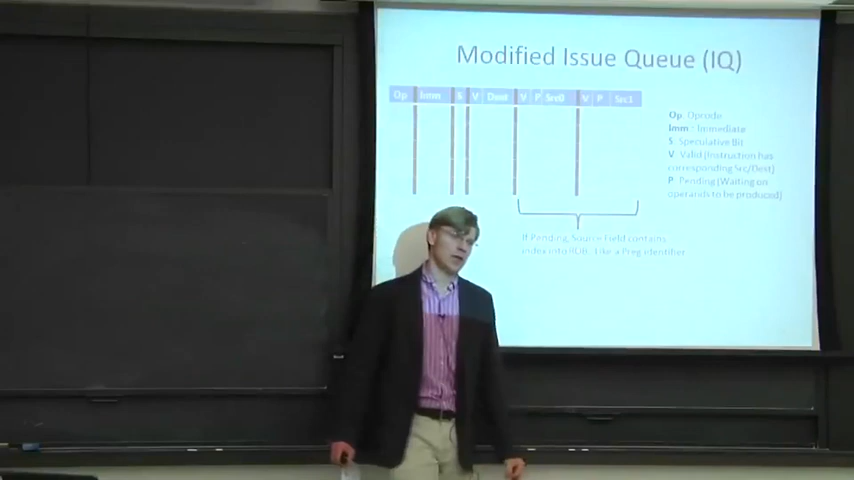 Modified Issue Queue (IQ)
Op Imm S V Dest V P Src0 V P Src1
Op: Opcode
Imm: Immediate
S: Speculative Bit
V: Valid (Instruction has
corresponding Src/Dest)
P: Pending (Waiting on
operands to be produced)
If Pending, Source Field contains
index into ROB. Like a Preg identifier